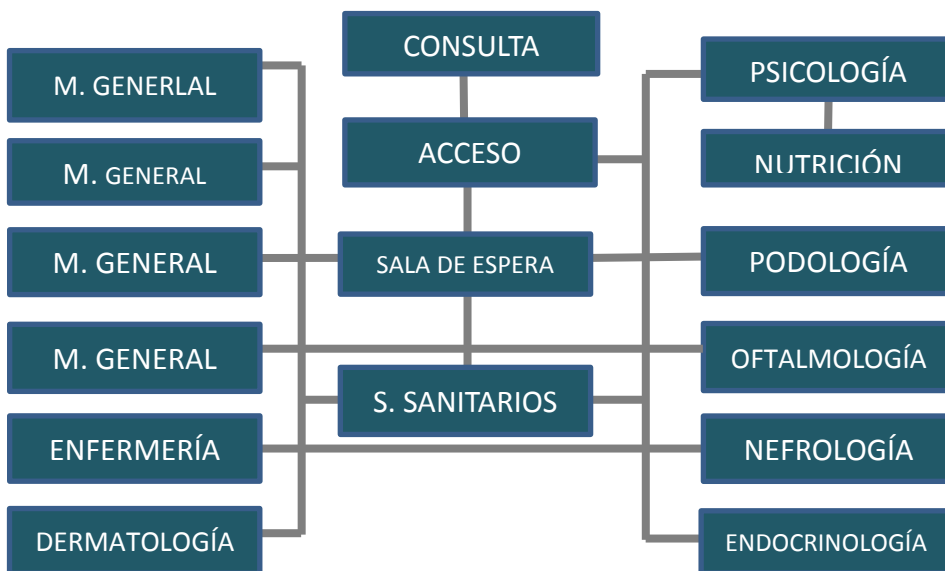 CONSULTA
M. GENERLAL
PSICOLOGÍA
ACCESO
M. GENERAL
NUTRICIÓN
M. GENERAL
SALA DE ESPERA
PODOLOGÍA
M. GENERAL
OFTALMOLOGÍA
S. SANITARIOS
ENFERMERÍA
NEFROLOGÍA
DERMATOLOGÍA
ENDOCRINOLOGÍA